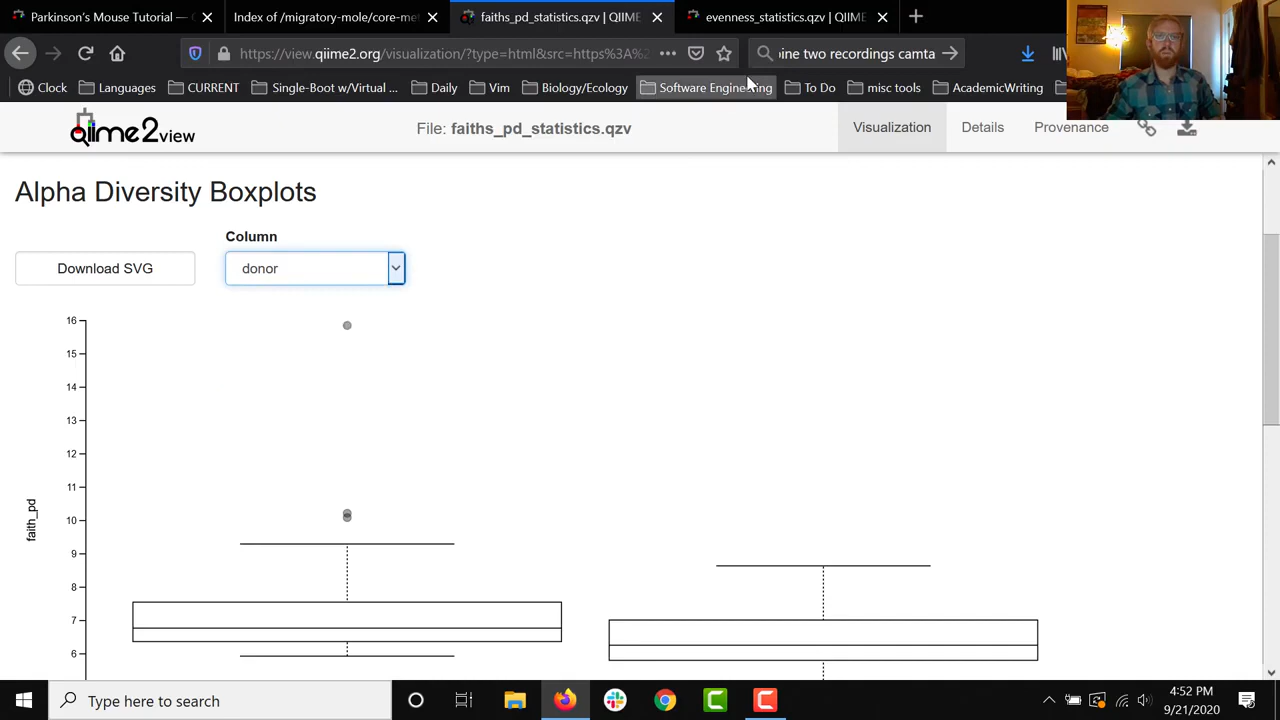 Parkinson's Mouse Tutorial —
Index of /migratory-mole/core-met
faiths_pd_statistics.qzv | QIIME
evenness_statistics.qzv | QIIME
https://view.qiime2.org/visualization/?type=html&src=https%3A%
ine two recordings camta
Clock
Languages
CURRENT
Single-Boot w/Vind...
Daily
Vim
Biology/Ecology
Software Engineering
To Do
misc tools
AcademicWriting
qiime2view
File: faiths_pd_statistics.qzv
Visualization
Details
Provenance
Alpha Diversity Boxplots
Column
Download SVG
donor
16
15
14
13
12
11
10
9
8
7
6
faith_pd
Type here to search
4:52 PM
9/21/2020